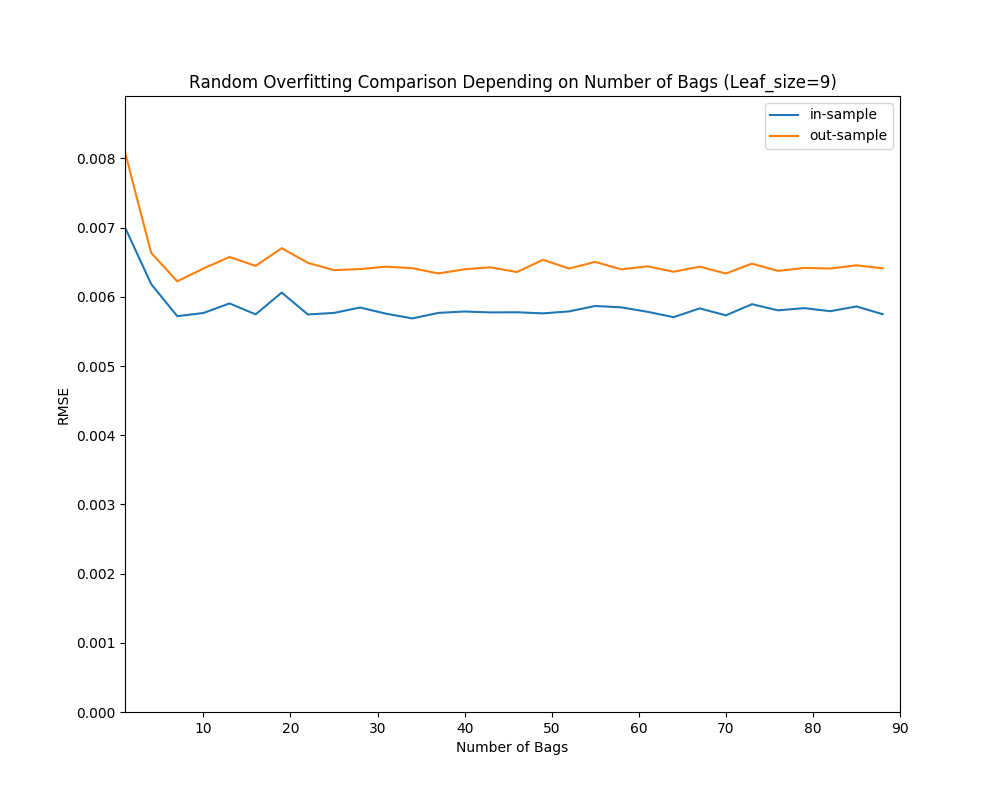 Random Overfitting Comparison Depending on Number of Bags (Leaf_size=9)
in-sample
out-sample
0.008
0.007
0.006
0.005
0.004
0.003
0.002
0.001
0.000
RMSE
10 20 30 40 50 60 70 80 90
Number of Bags